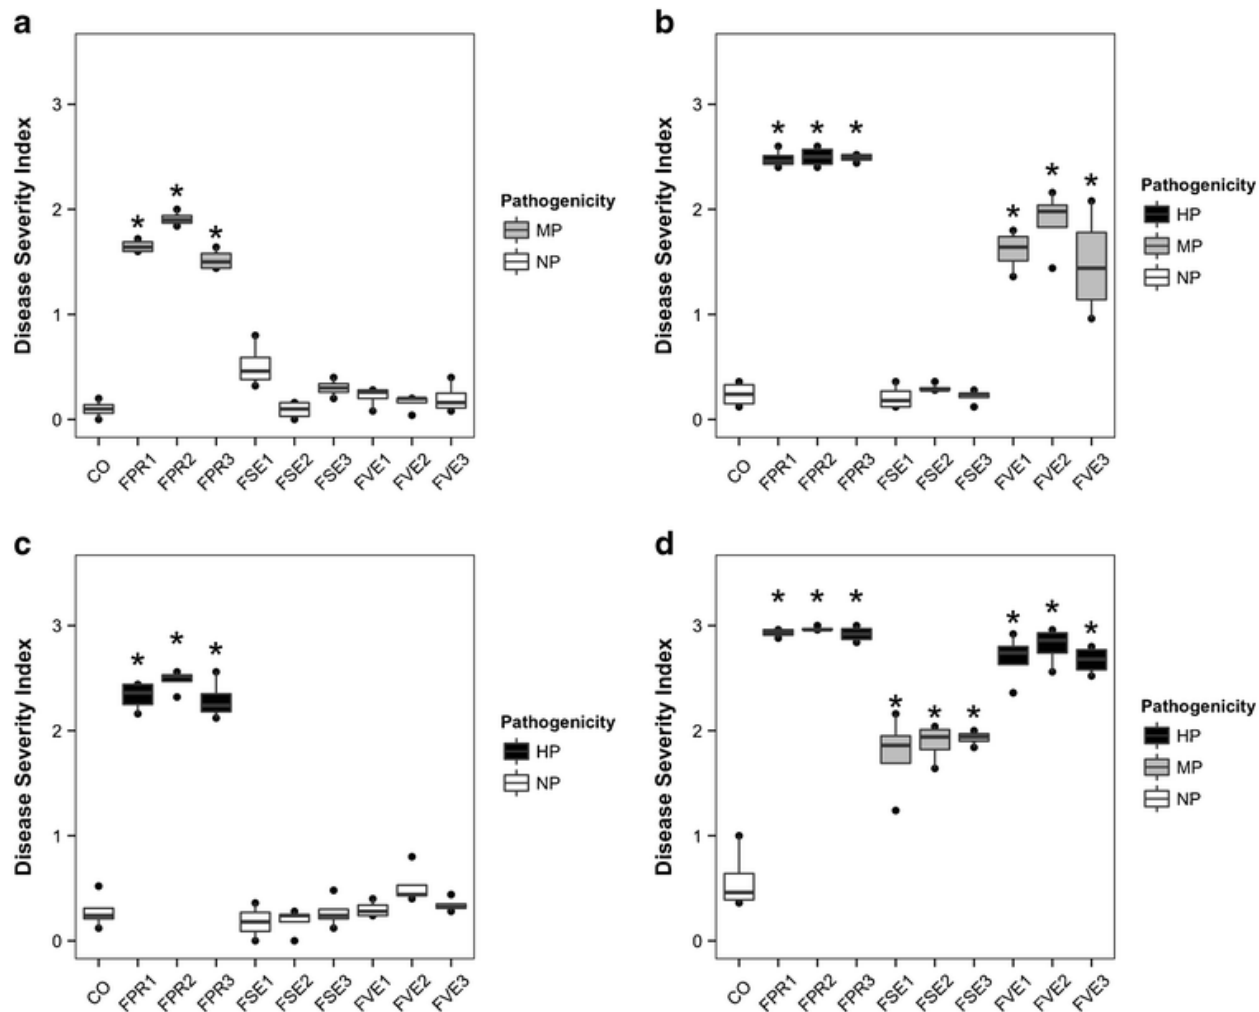 a
Disease Severity Index
3
2
1
0
* * *
CO FPR1 FPR2 FPR3 FSE1 FSE2 FSE3 FVE1 FVE2 FVE3
Pathogenicity
MP
NP
b
Disease Severity Index
3
2
1
0
* * * * * *
CO FPR1 FPR2 FPR3 FSE1 FSE2 FSE3 FVE1 FVE2 FVE3
Pathogenicity
HP
MP
NP
c
Disease Severity Index
3
2
1
0
* * *
CO FPR1 FPR2 FPR3 FSE1 FSE2 FSE3 FVE1 FVE2 FVE3
Pathogenicity
HP
NP
d
Disease Severity Index
3
2
1
0
* * * * * * * * *
CO FPR1 FPR2 FPR3 FSE1 FSE2 FSE3 FVE1 FVE2 FVE3
Pathogenicity
HP
MP
NP